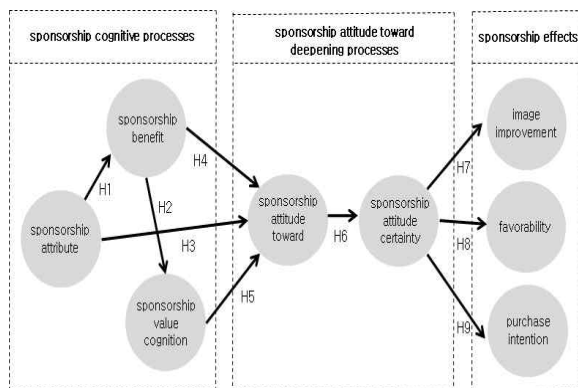 sponsorship cognitive processes
sponsorship attitude toward
deepening processes
sponsorship effects
sponsorship
benefit
H4
H1
H2
sponsorship
attribute
H3
sponsorship
value
cognition
H5
sponsorship
attitude
toward
H6
sponsorship
attitude
certainty
H7
image
improvement
H8
favorability
H9
purchase
intention